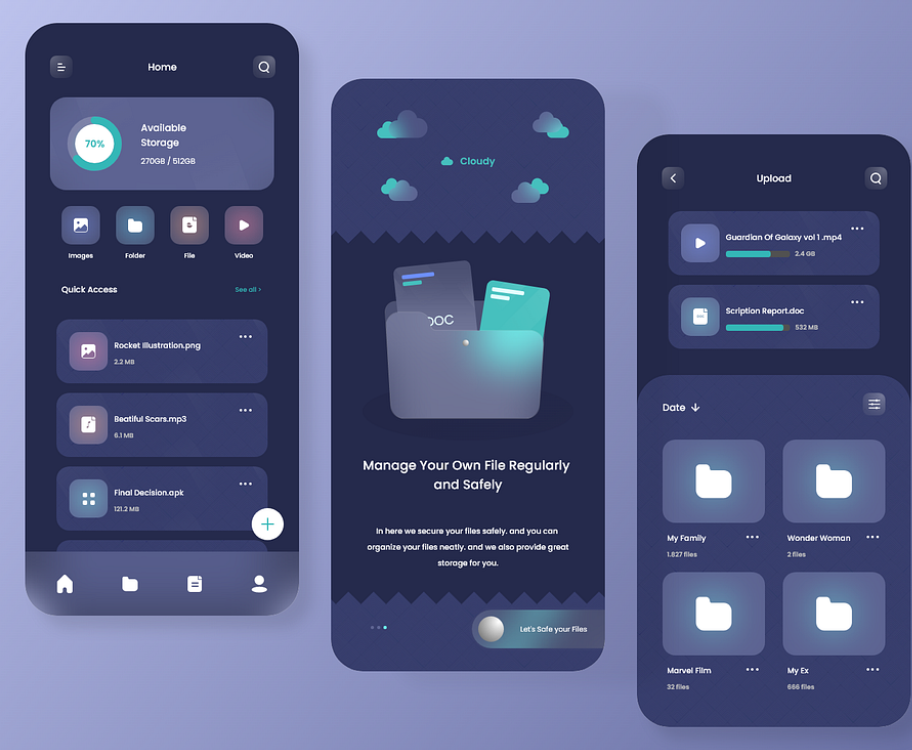 Home
70%
Available
Storage
270GB / 512GB
Images
Folder
File
Video
Quick Access
See all >
Rocket Illustration.png
2.2 MB
Beatiful Scars.mp3
6.1 MB
Final Decision.apk
121.2 MB
Cloudy
DOC
Manage Your Own File Regularly
and Safely
In here we secure your files safely. and you can
organize your files neatly. and we also provide great
storage for you.
Let's Safe your Files
Upload
Guardian Of Galaxy vol 1 .mp4
2.4 GB
Scription Report.doc
532 MB
Date ↓
My Family
1.827 files
Wonder Woman
2 files
Marvel Film
32 files
My Ex
666 files